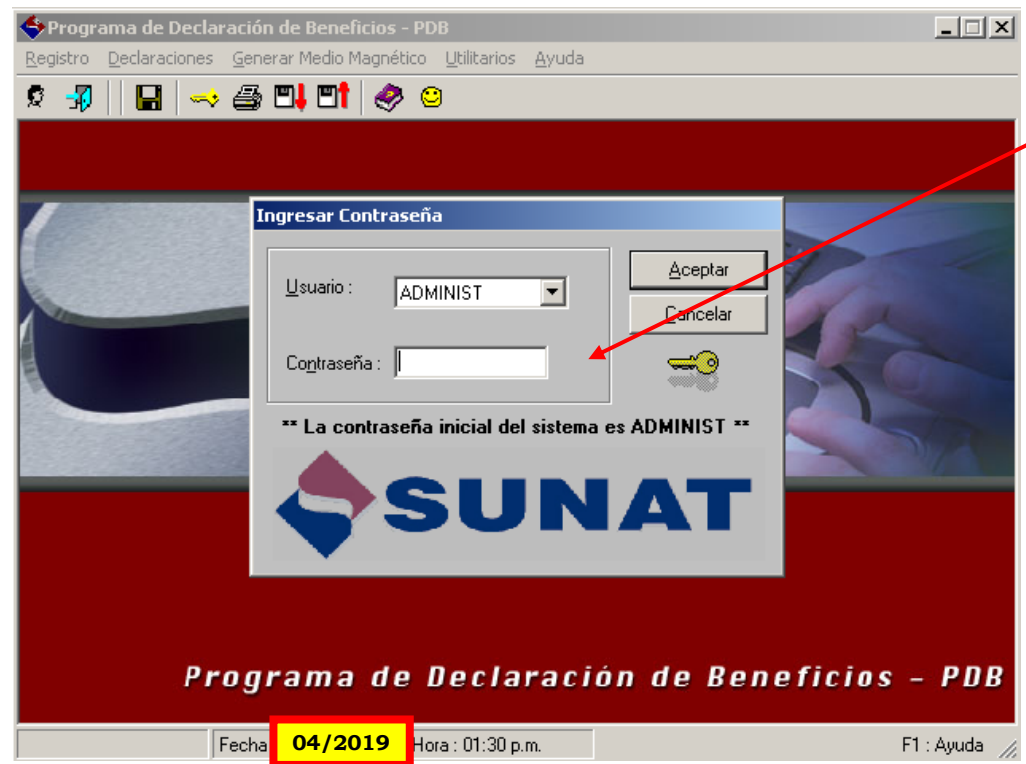 Programa de Declaración de Beneficios - PDB
Registro Declaraciones Generar Medio Magnético Utilitarios Ayuda
Ingresar Contraseña
Usuario : ADMINIST
Aceptar
Cancelar
Contraseña :
** La contraseña inicial del sistema es ADMINIST **
SUNAT
Programa de Declaración de Beneficios - PDB
Fecha 04/2019 Hora : 01:30 p.m. F1 : Ayuda